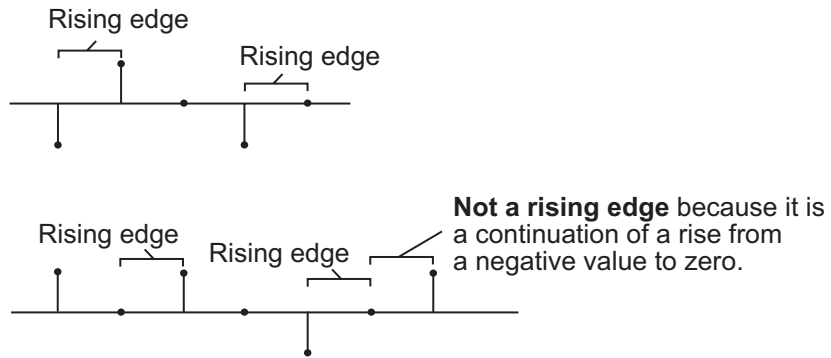 Rising edge
Rising edge
Not a rising edge because it is
a continuation of a rise from
a negative value to zero.
Rising edge
Rising edge